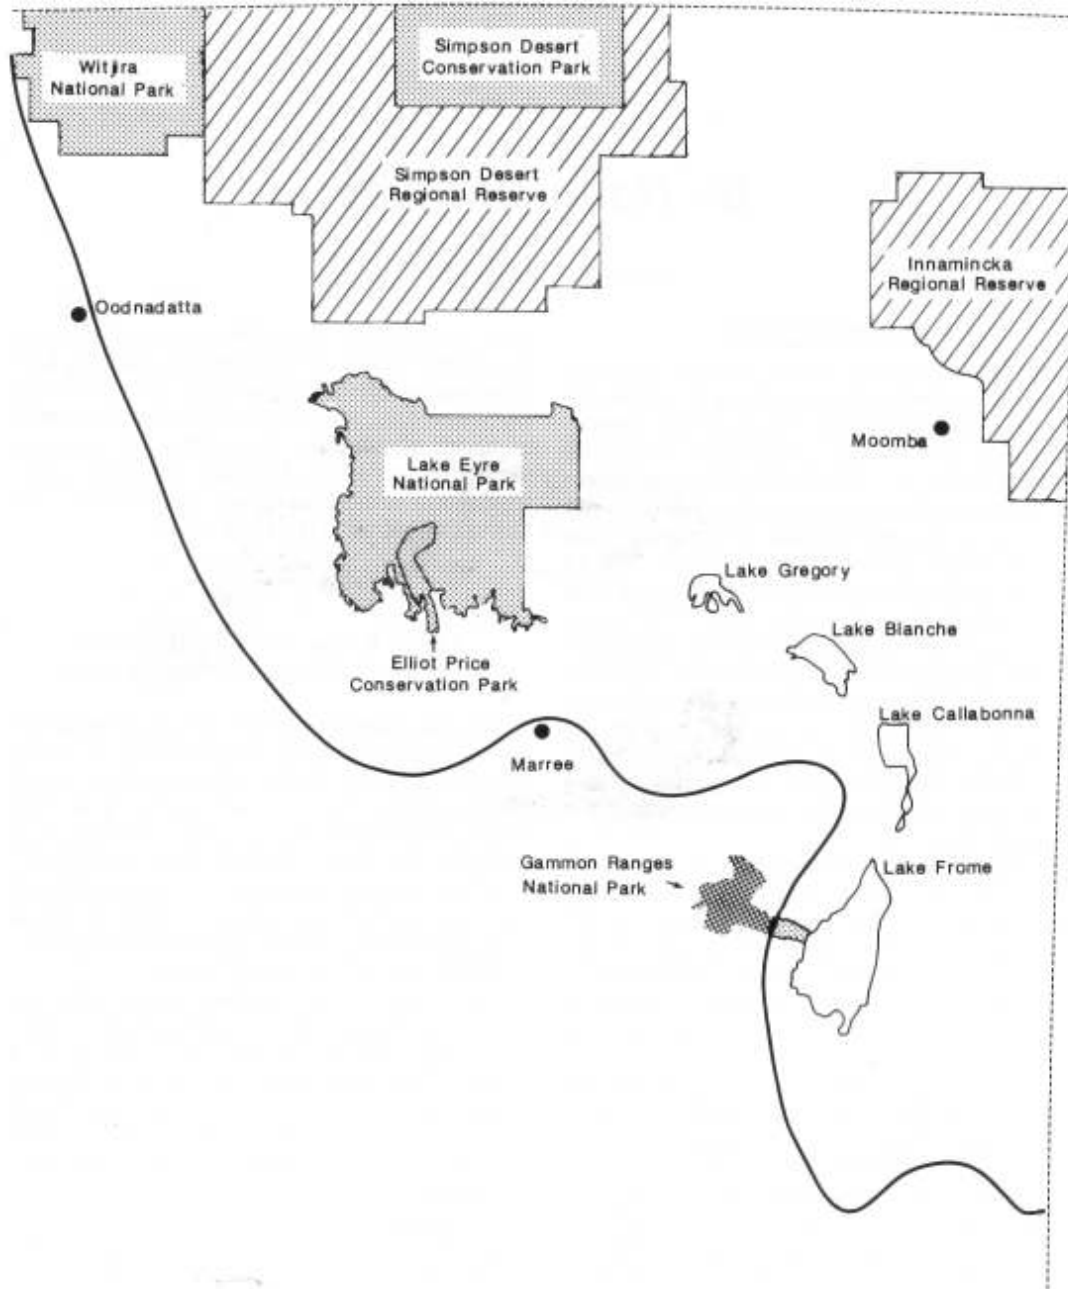 Witjira
National Park
Simpson Desert
Conservation Park
Simpson Desert
Regional Reserve
Innamincka
Regional Reserve
Oodnadatta
Moomba
Lake Eyre
National Park
Lake Gregory
Lake Blanche
Elliot Price
Conservation Park
Lake Callabonna
Marree
Gammon Ranges
National Park
Lake Frome